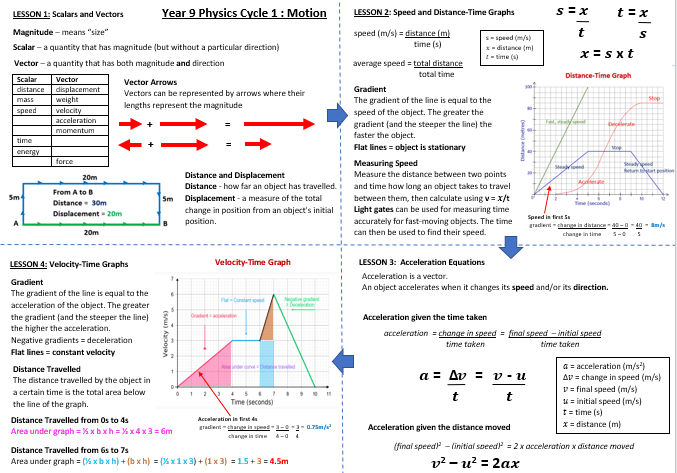 LESSON 1: Scalars and Vectors
Year 9 Physics Cycle 1 : Motion
Magnitude – means “size”
Scalar – a quantity that has magnitude (but without a particular direction)
Vector – a quantity that has both magnitude and direction
Scalar Vector
distance displacement
mass weight
speed velocity
acceleration
momentum
time
energy
force
Vector Arrows
Vectors can be represented by arrows where their
lengths represent the magnitude
+ =
+ =
20m
5m
From A to B
Distance = 30m
Displacement = 20m
5m
A
B
20m
Distance and Displacement
Distance - how far an object has travelled.
Displacement - a measure of the total
change in position from an object's initial
position.
LESSON 2: Speed and Distance-Time Graphs
s = x
t
t = x
s
x = s x t
speed (m/s) = distance (m)
time (s)
average speed = total distance
total time
s = speed (m/s)
x = distance (m)
t = time (s)
Gradient
The gradient of the line is equal to the
speed of the object. The greater the
gradient (and the steeper the line) the
faster the object.
Flat lines = object is stationary
Measuring Speed
Measure the distance between two points
and time how long an object takes to travel
between them, then calculate using v = x/t
Light gates can be used for measuring time
accurately for fast-moving objects. The time
can then be used to find their speed.
Distance-Time Graph
Distance (metres)
Fast, steady speed
Stop
Decelerate
Stop
Steady speed
Steady speed
Return to start position
Accelerate
Time (seconds)
Speed in first 5s
gradient = change in distance = 40 – 0 = 40 = 8m/s
change in time 5 – 0 5
LESSON 4: Velocity-Time Graphs
Gradient
The gradient of the line is equal to the
acceleration of the object. The greater
the gradient (and the steeper the line)
the higher the acceleration.
Negative gradients = deceleration
Flat lines = constant velocity
Distance Travelled
The distance travelled by the object in
a certain time is the total area below
the line of the graph.
Distance Travelled from 0s to 4s
Area under graph = ½ x b x h = ½ x 4 x 3 = 6m
Distance Travelled from 6s to 7s
Area under graph = (½ x b x h) + (b x h) = (½ x 1 x 3) + (1 x 3) = 1.5 + 3 = 4.5m
Velocity-Time Graph
Velocity (m/s)
7
6
5
4
3
2
1
0
0 2 4 6 8 10 11
Flat = Constant speed
Negative gradient
= Deceleration
Gradient = acceleration
Area under curve = Distance travelled
Time (seconds)
Acceleration in first 4s
gradient = change in speed = 3 – 0 = 3 = 0.75m/s²
change in time 4 – 0 4
LESSON 3: Acceleration Equations
Acceleration is a vector.
An object accelerates when it changes its speed and/or its direction.
Acceleration given the time taken
acceleration = change in speed = final speed – initial speed
time taken time taken
a = Δv = v - u
t t
a = acceleration (m/s²)
Δv = change in speed (m/s)
v = final speed (m/s)
u = initial speed (m/s)
t = time (s)
x = distance (m)
Acceleration given the distance moved
(final speed)² – (initial speed)² = 2 x acceleration x distance moved
v² – u² = 2ax